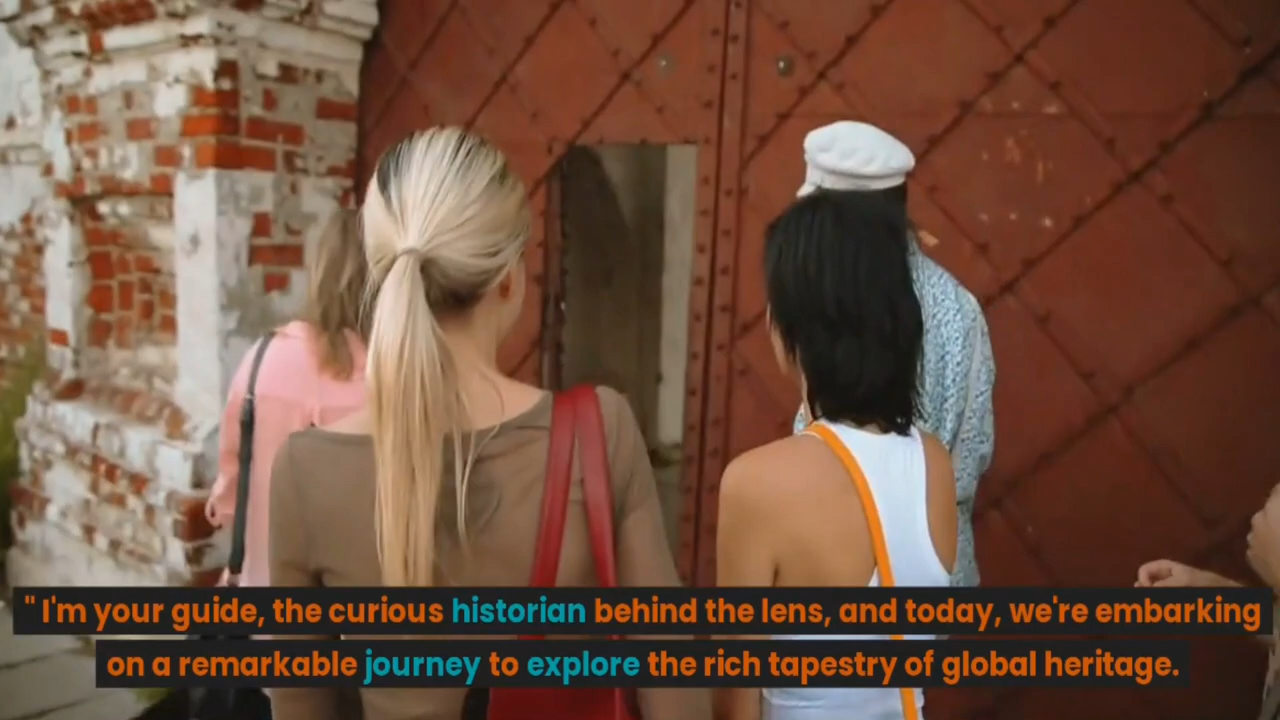 " I'm your guide, the curious historian behind the lens, and today, we're embarking
on a remarkable journey to explore the rich tapestry of global heritage.